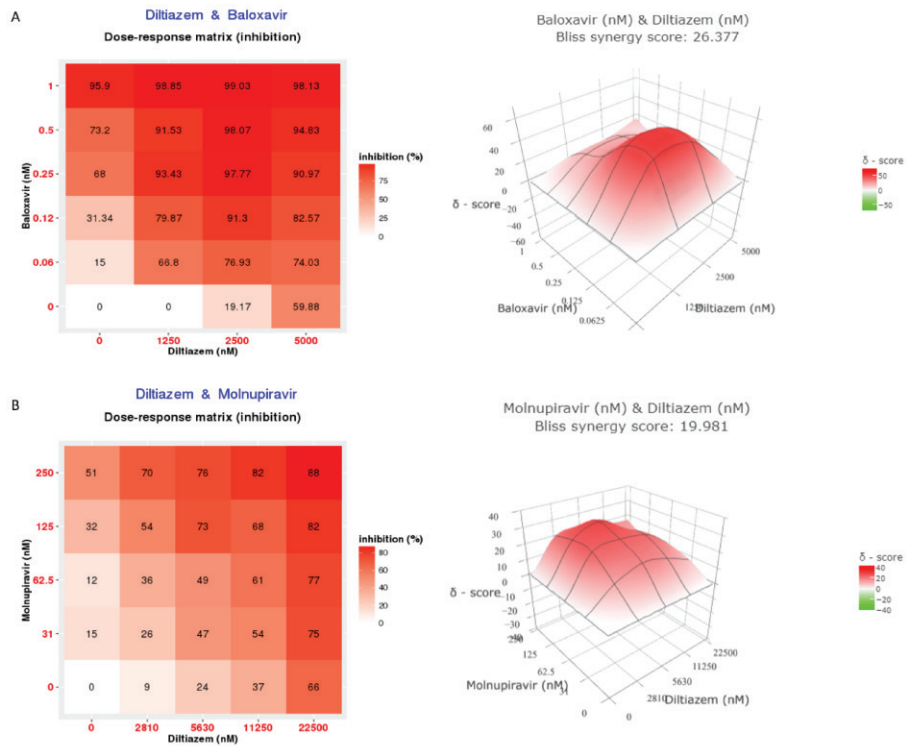 A
Diltiazem & Baloxavir
Dose-response matrix (inhibition)
Baloxavir (nM)
1 95.9 98.85 99.03 98.13
0.5 73.2 91.53 98.07 94.83
0.25 68 93.43 97.77 90.97
0.12 31.34 79.87 91.3 82.57
0.06 15 66.8 76.93 74.03
0 0 0 19.17 59.88
0 1250 2500 5000
Diltiazem (nM)
inhibition (%)
75
50
25
0
Baloxavir (nM) & Diltiazem (nM)
Bliss synergy score: 26.377
60
40
20
0
−20
−40
−60
δ - score
1
0.5
0.25
0.125
0.0625
Baloxavir (nM)
5000
2500
Diltiazem (nM)
δ - score
50
0
−50
B
Diltiazem & Molnupiravir
Dose-response matrix (inhibition)
Molnupiravir (nM)
250 51 70 76 82 88
125 32 54 73 68 82
62.5 12 36 49 61 77
31 15 26 47 54 75
0 0 9 24 37 66
0 2810 5630 11250 22500
Diltiazem (nM)
inhibition (%)
80
60
40
20
0
Molnupiravir (nM) & Diltiazem (nM)
Bliss synergy score: 19.981
40
30
20
10
0
−10
−20
−30
δ - score
125
62.5
0
Molnupiravir (nM)
22500
11250
5630
2810
0
Diltiazem (nM)
δ - score
40
20
0
−20
−40